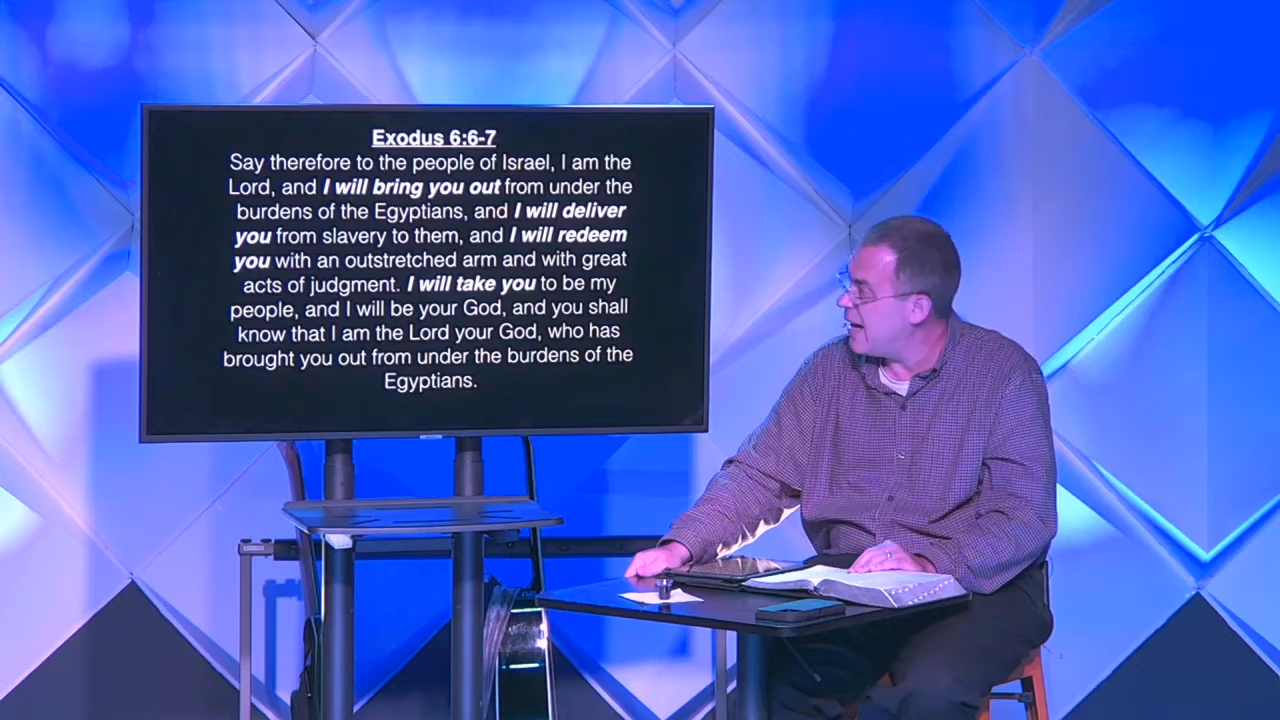 Exodus 6:6-7
Say therefore to the people of Israel, I am the
Lord, and I will bring you out from under the
burdens of the Egyptians, and I will deliver
you from slavery to them, and I will redeem
you with an outstretched arm and with great
acts of judgment. I will take you to be my
people, and I will be your God, and you shall
know that I am the Lord your God, who has
brought you out from under the burdens of the
Egyptians.